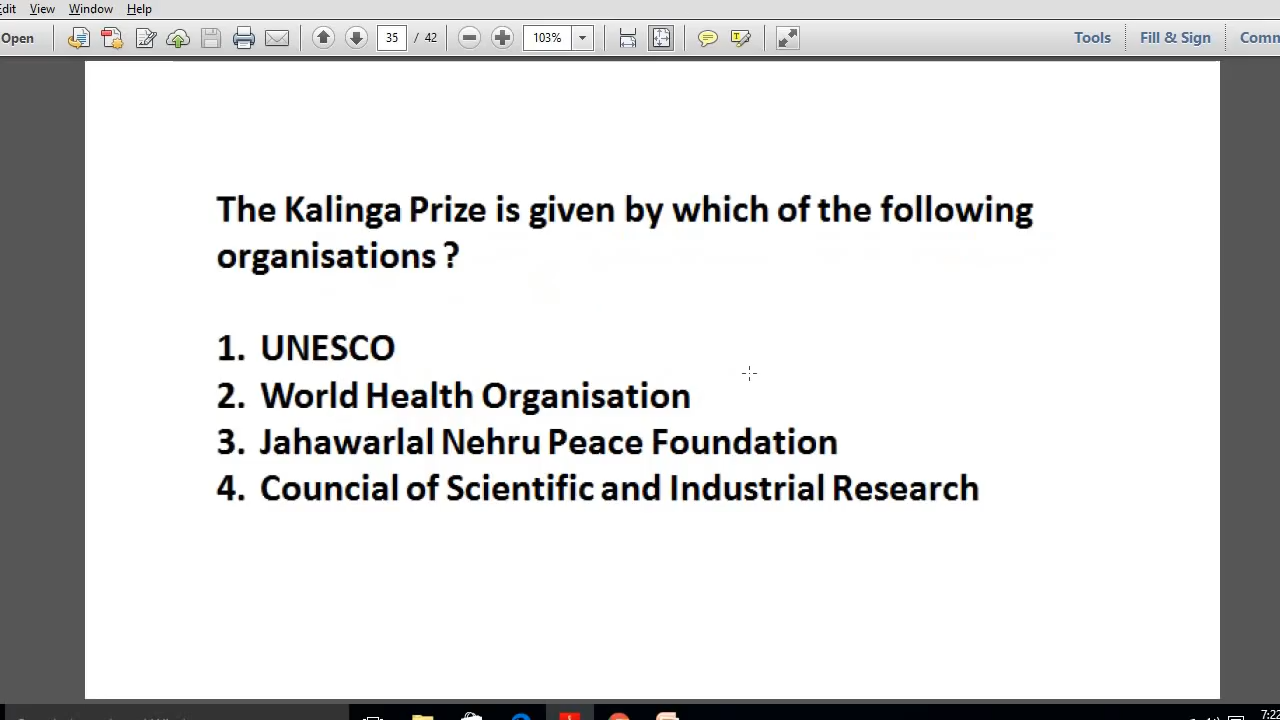 Edit View Window Help
Open 35 / 42 103% Tools Fill & Sign
The Kalinga Prize is given by which of the following
organisations ?
1. UNESCO
2. World Health Organisation
3. Jahawarlal Nehru Peace Foundation
4. Councial of Scientific and Industrial Research